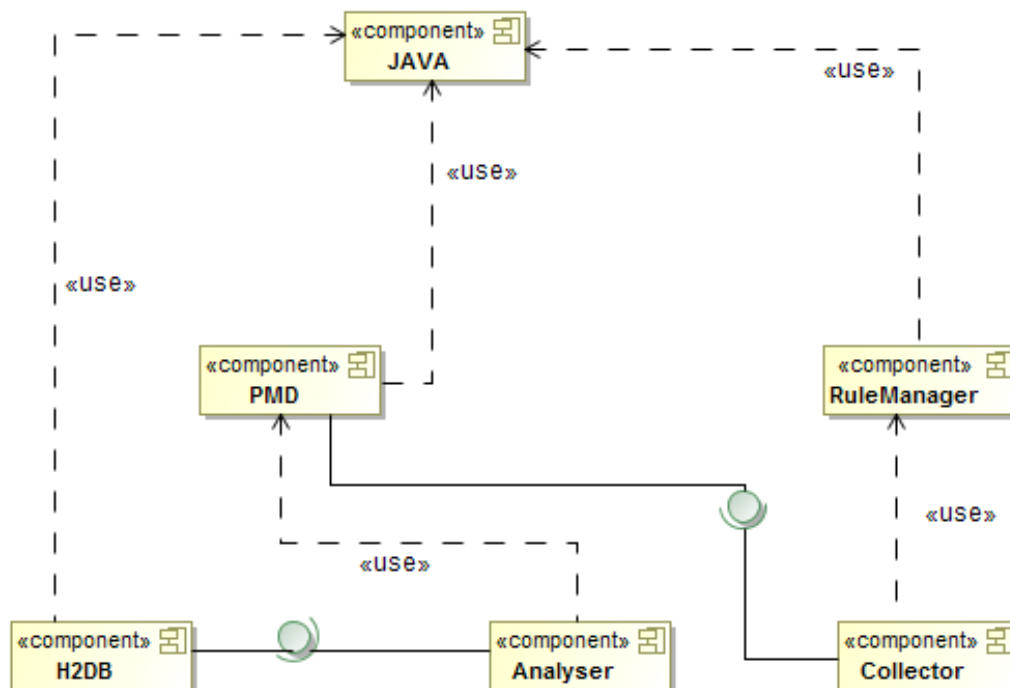 «component»
JAVA
«use»
«use»
«use»
«component»
PMD
«component»
RuleManager
«use»
«use»
«component»
H2DB
«component»
Analyser
«component»
Collector